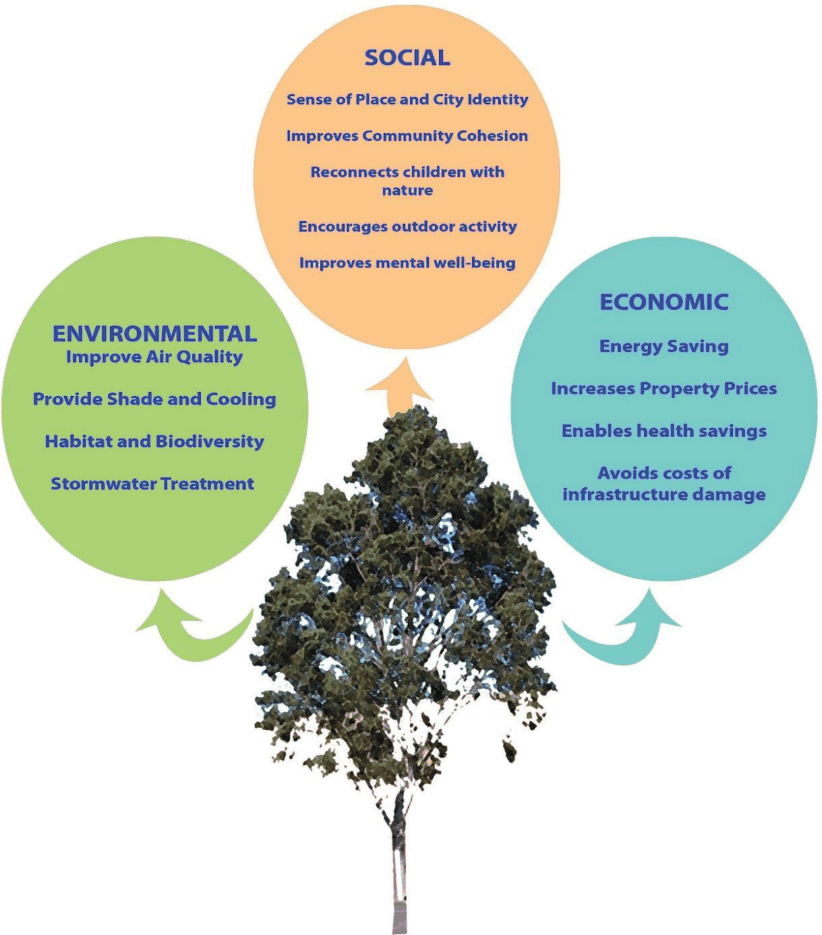 SOCIAL
Sense of Place and City Identity
Improves Community Cohesion
Reconnects children with
nature
Encourages outdoor activity
Improves mental well-being
ENVIRONMENTAL
Improve Air Quality
Provide Shade and Cooling
Habitat and Biodiversity
Stormwater Treatment
ECONOMIC
Energy Saving
Increases Property Prices
Enables health savings
Avoids costs of
infrastructure damage